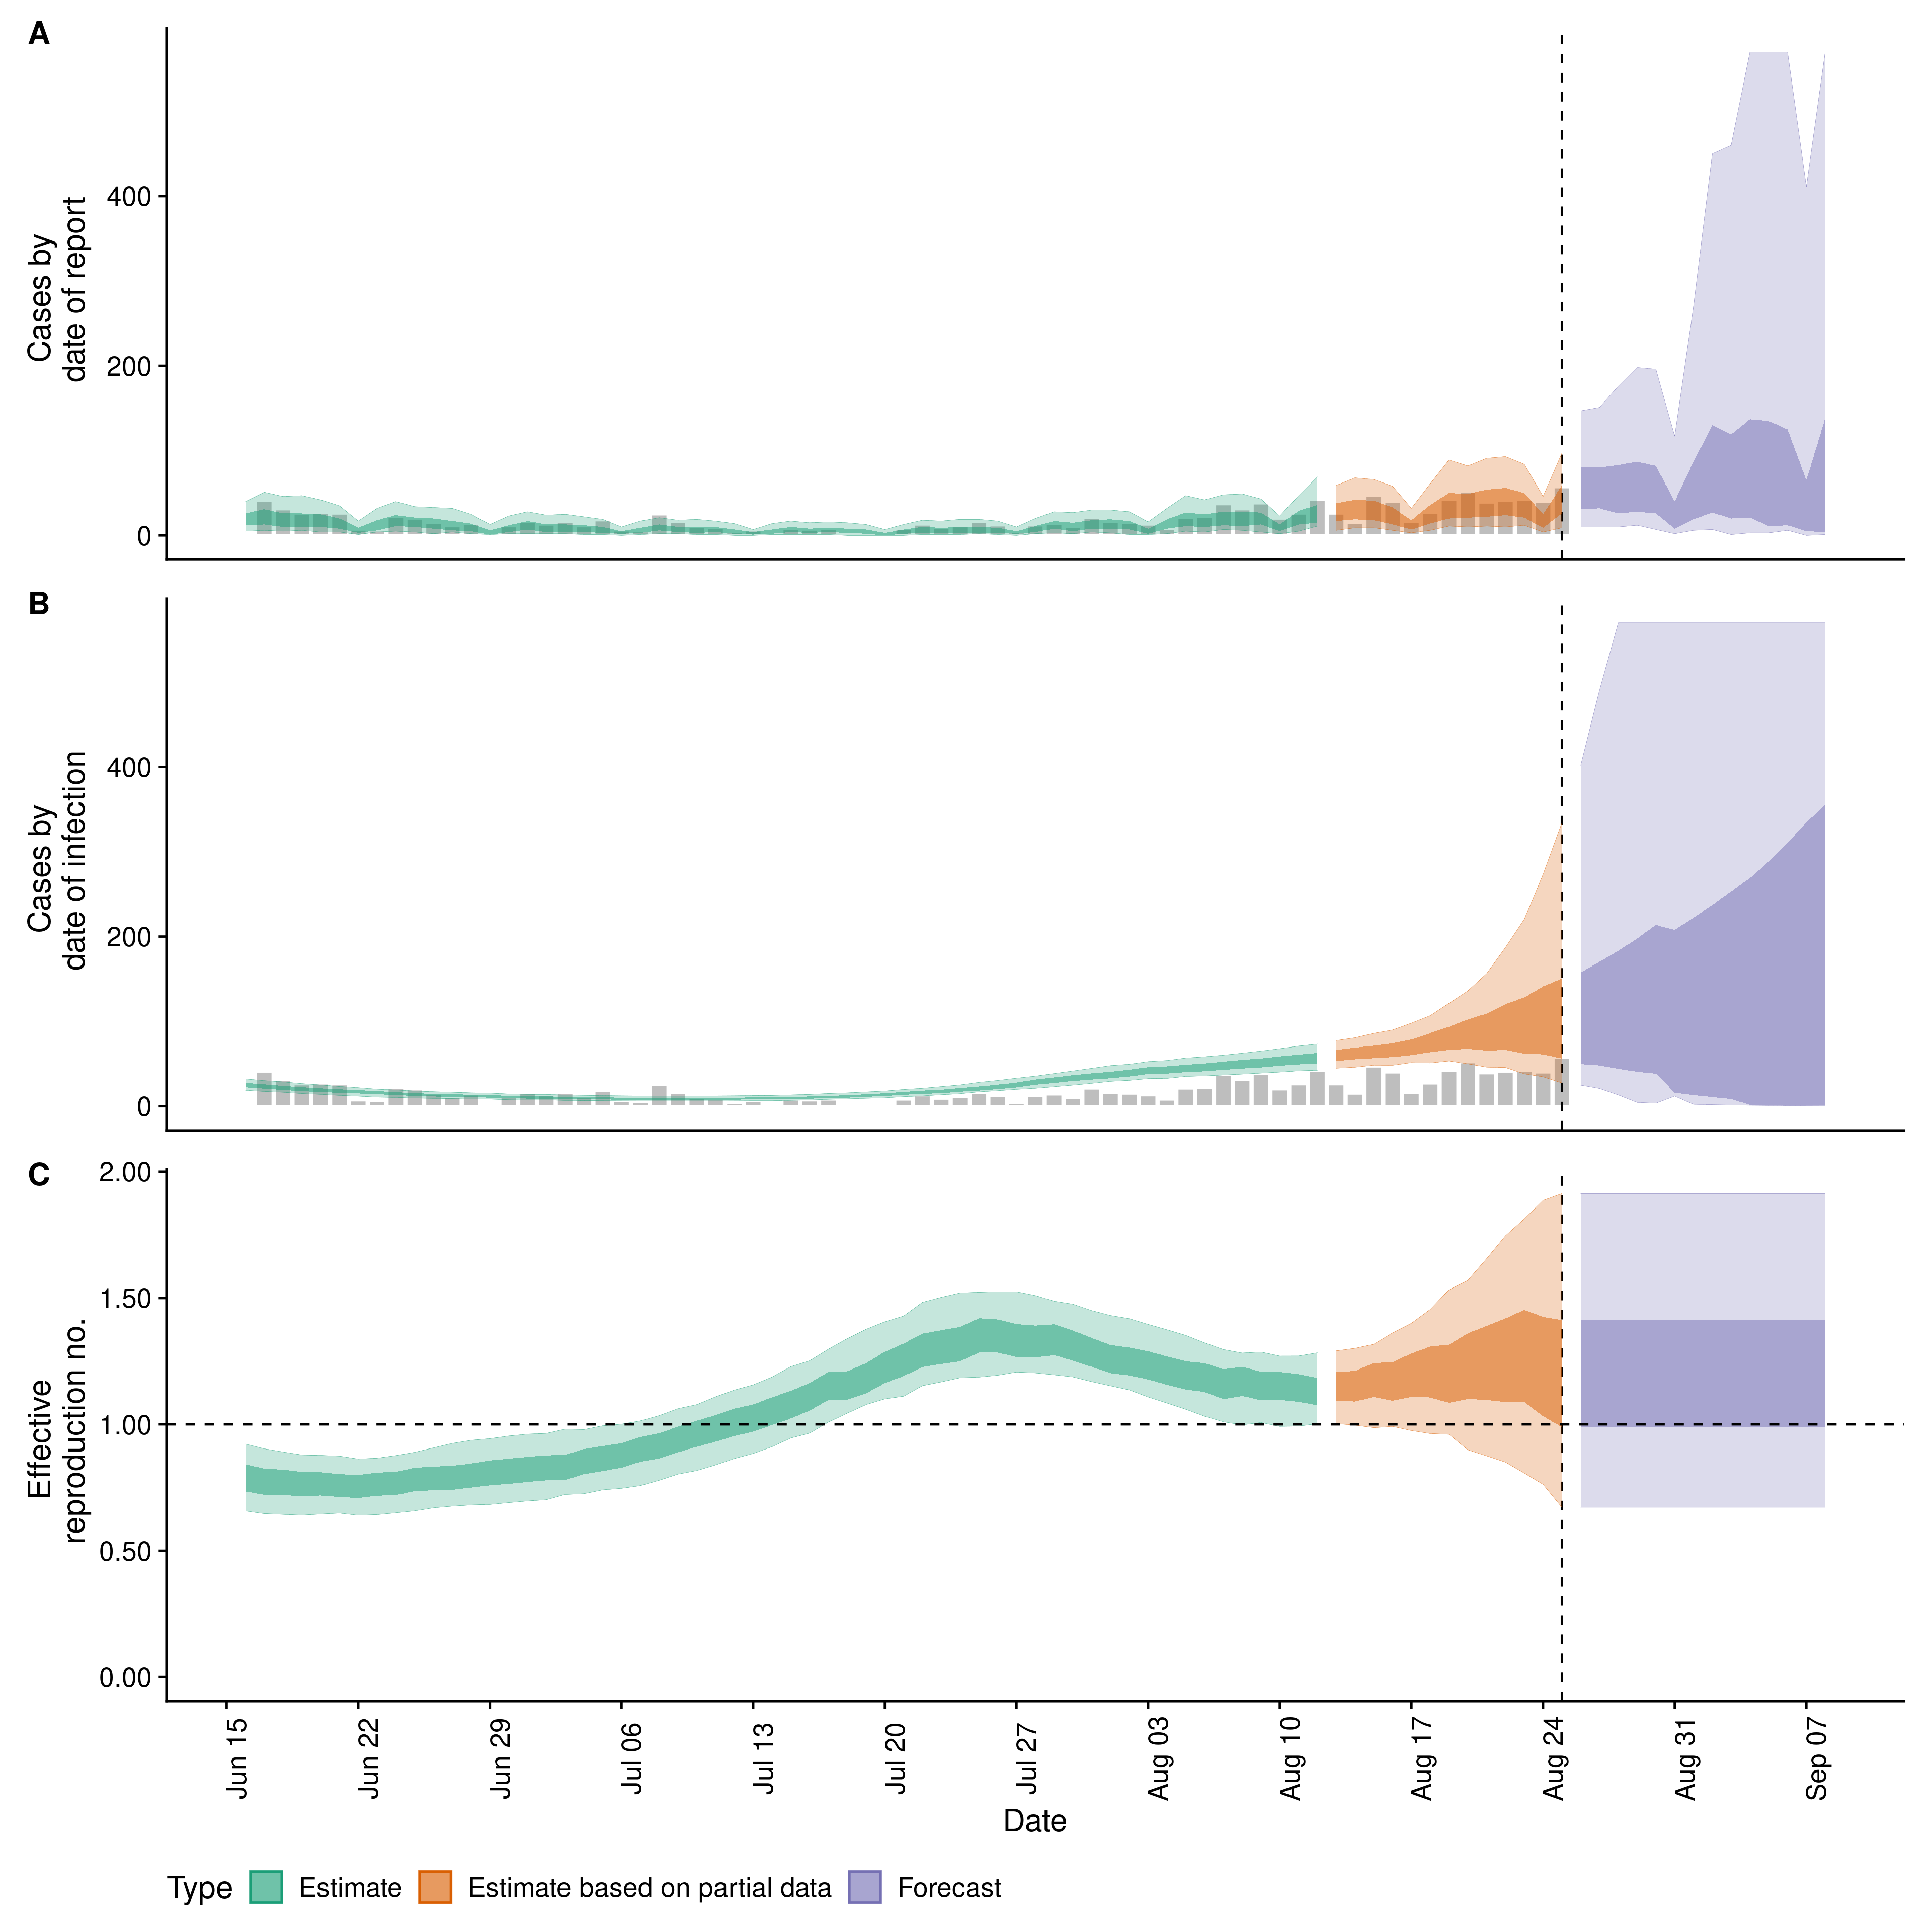 A
Cases by
date of report
400
200
0
B
Cases by
date of infection
400
200
0
C
Effective
reproduction no.
2.00
1.50
1.00
0.50
0.00
Jun 15
Jun 22
Jun 29
Jul 06
Jul 13
Jul 20
Jul 27
Aug 03
Aug 10
Aug 17
Aug 24
Aug 31
Sep 07
Date
Type Estimate Estimate based on partial data Forecast